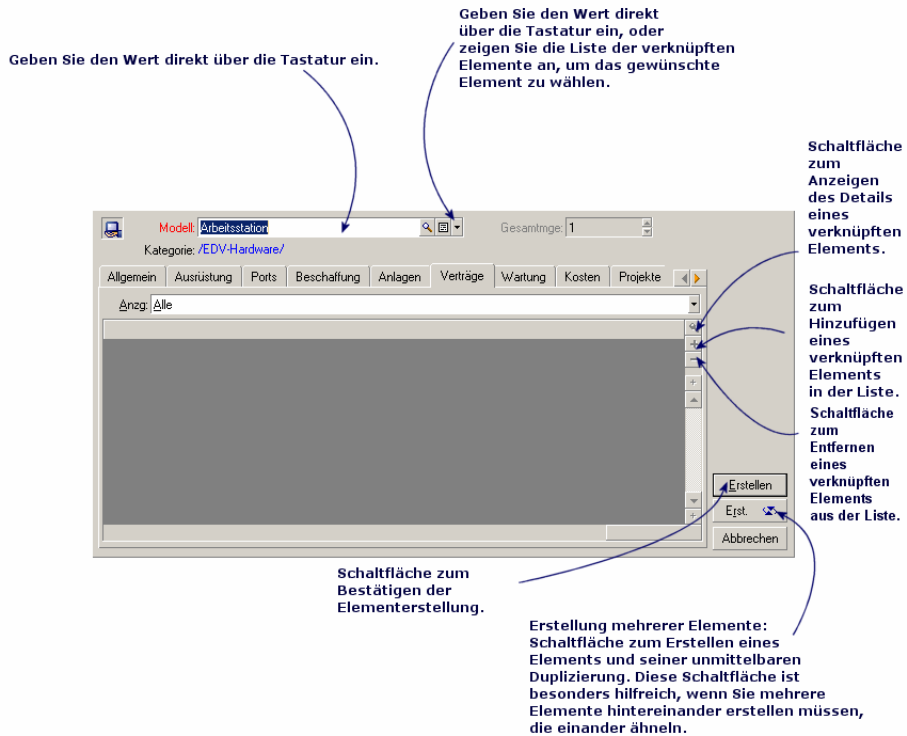 Geben Sie den Wert direkt
über die Tastatur ein, oder
zeigen Sie die Liste der verknüpften
Elemente an, um das gewünschte
Element zu wählen.
Geben Sie den Wert direkt über die Tastatur ein.
Schaltfläche
zum
Anzeigen
des Details
eines
verknüpften
Elements.
Schaltfläche
zum
Hinzufügen
eines
verknüpften
Elements
in der Liste.
Schaltfläche
zum
Entfernen
eines
verknüpften
Elements
aus der Liste.
Modell: Arbeitsstation Gesamtmge: 1
Kategorie: /EDV-Hardware/
Allgemein Ausrüstung Ports Beschaffung Anlagen Verträge Wartung Kosten Projekte
Anzg: Alle
Erstellen
Erst.
Abbrechen
Schaltfläche zum
Bestätigen der
Elementerstellung.
Erstellung mehrerer Elemente:
Schaltfläche zum Erstellen eines
Elements und seiner unmittelbaren
Duplizierung. Diese Schaltfläche ist
besonders hilfreich, wenn Sie mehrere
Elemente hintereinander erstellen müssen,
die einander ähneln.